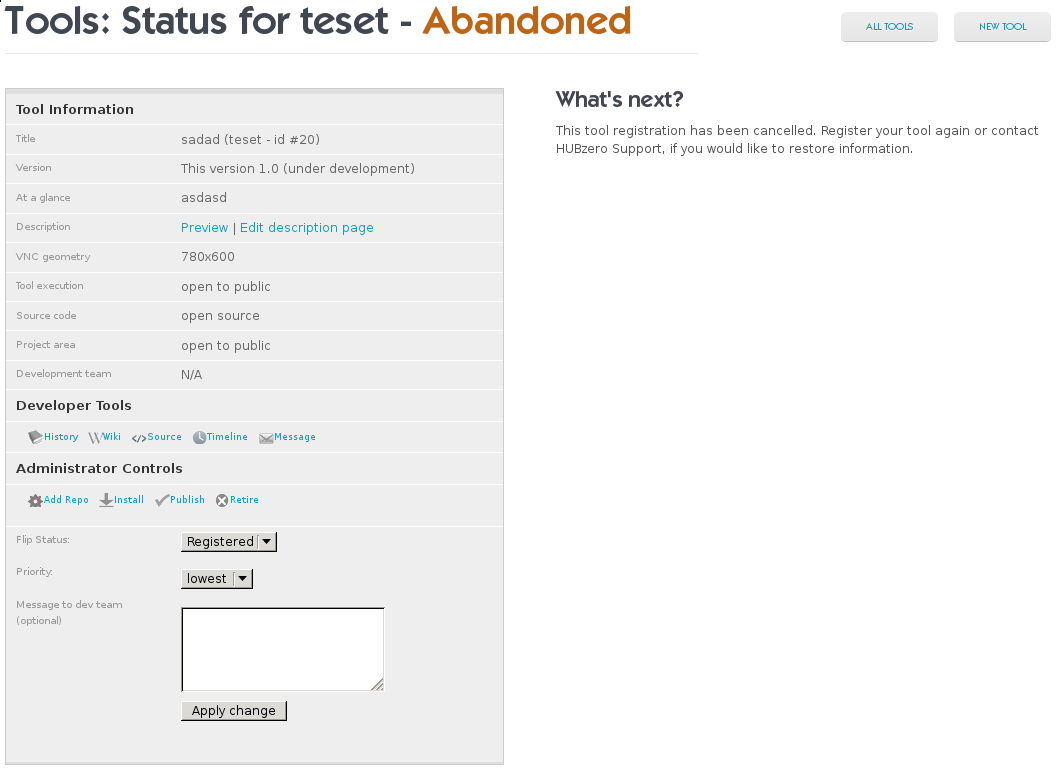 Tools: Status for teset - Abandoned
ALL TOOLS
NEW TOOL
Tool Information
Title sadad (teset - id #20)
Version This version 1.0 (under development)
At a glance asdasd
Description Preview | Edit description page
VNC geometry 780x600
Tool execution open to public
Source code open source
Project area open to public
Development team N/A
Developer Tools
History Wiki Source Timeline Message
Administrator Controls
Add Repo Install Publish Retire
Flip Status: Registered
Priority: lowest
Message to dev team
(optional)
Apply change
What's next?
This tool registration has been cancelled. Register your tool again or contact
HUBzero Support, if you would like to restore information.